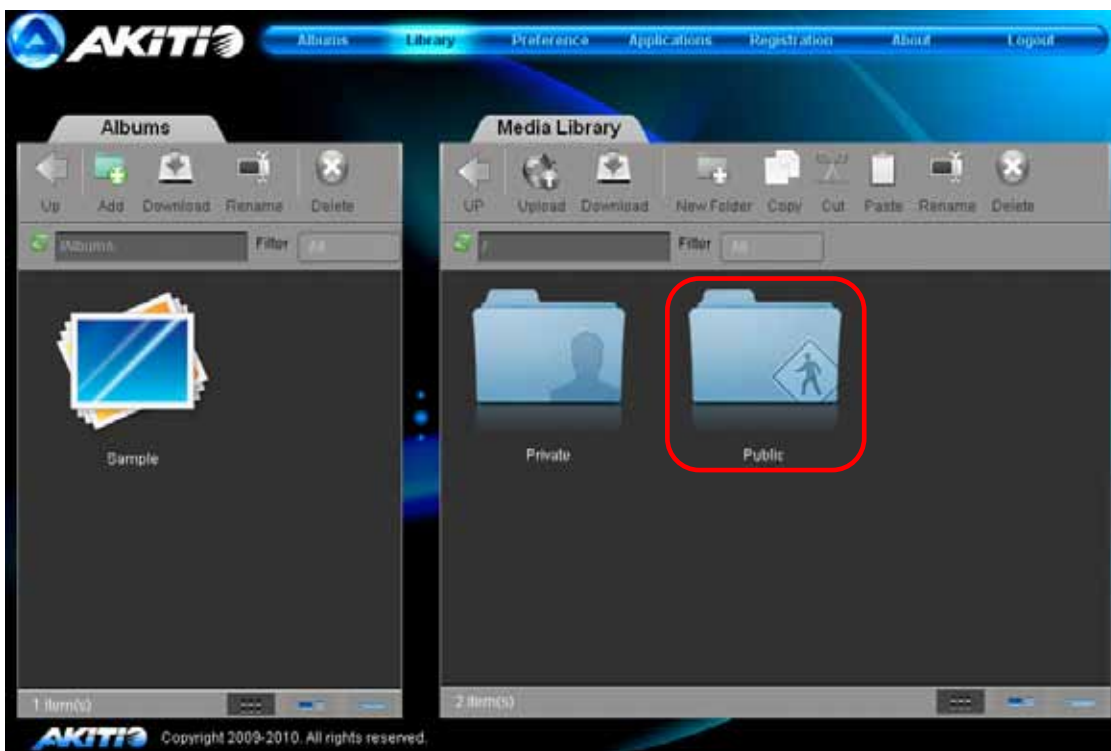 AKiTiO Albums Library Preference Applications Registration About Logout
Albums
Up Add Download Rename Delete
/Albums Filter All
Sample
1 item(s)
Media Library
UP Upload Download New Folder Copy Cut Paste Rename Delete
/ Filter All
Private Public
2 item(s)
AKiTiO Copyright 2009-2010. All rights reserved.